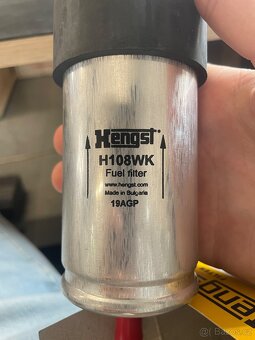 Hengst
H108WK
Fuel filter
www.hengst.com
Made in Bulgaria
19AGP